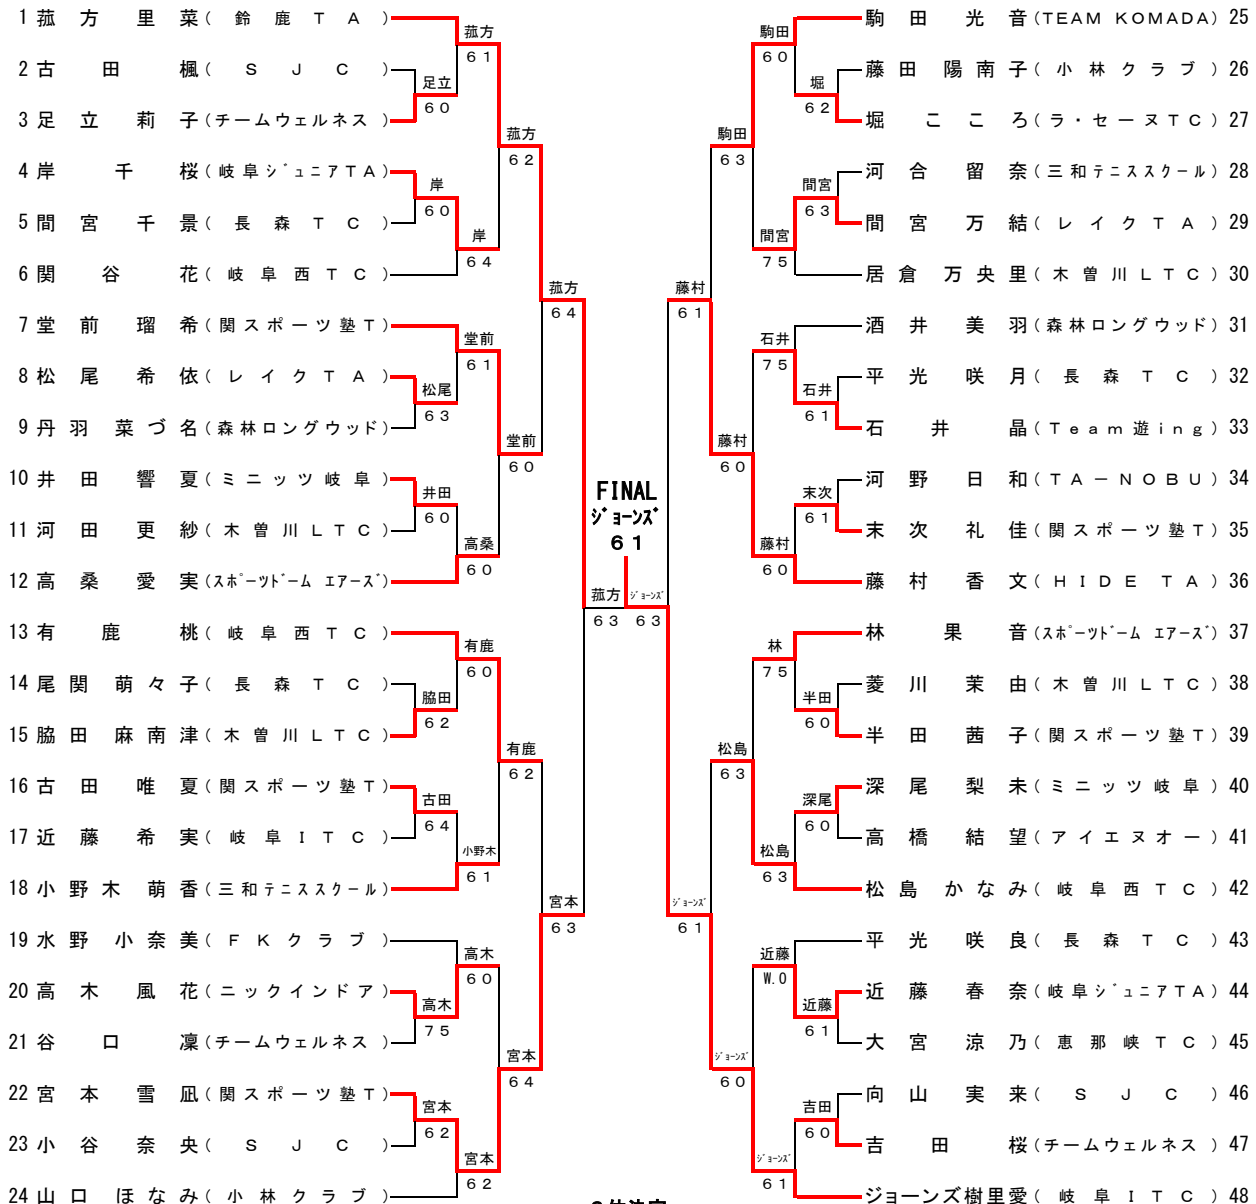 1 菰方里菜 (鈴鹿TA)
菰方
61
2 古田楓 (SJC)
足立
60
3 足立莉子 (チームウェルネス)
菰方
62
4 岸千桜 (岐阜ジュニアTA)
岸
60
5 間宮千景 (長森TC)
岸
64
6 関谷花 (岐阜西TC)
菰方
64
7 堂前瑠希 (関スポーツ塾T)
堂前
61
8 松尾希依 (レイクTA)
松尾
63
9 丹羽菜づ名 (森林ロングウッド)
堂前
60
10 井田響夏 (ミニッツ岐阜)
井田
60
11 河田更紗 (木曽川LTC)
高桑
60
12 高桑愛実 (スポーツドーム エアーズ)
菰方
63
13 有鹿桃 (岐阜西TC)
有鹿
60
14 尾関萌々子 (長森TC)
脇田
62
15 脇田麻南津 (木曽川LTC)
有鹿
62
16 古田唯夏 (関スポーツ塾T)
古田
64
17 近藤希実 (岐阜ITC)
小野木
61
18 小野木萌香 (三和テニススクール)
宮本
63
19 水野小奈美 (FKクラブ)
高木
60
20 高木風花 (ニックインドア)
高木
75
21 谷口凜 (チームウェルネス)
宮本
64
22 宮本雪凪 (関スポーツ塾T)
宮本
62
23 小谷奈央 (SJC)
宮本
62
24 山口ほなみ (小林クラブ)
FINAL
ジョーンズ
61
駒田光音 (TEAM KOMADA) 25
駒田
60
藤田陽南子 (小林クラブ) 26
堀
62
堀こころ (ラ・セーヌTC) 27
駒田
63
河合留奈 (三和テニススクール) 28
間宮
63
間宮万結 (レイクTA) 29
間宮
75
居倉万央里 (木曽川LTC) 30
藤村
61
酒井美羽 (森林ロングウッド) 31
石井
75
平光咲月 (長森TC) 32
石井
61
石井晶 (Team遊ing) 33
藤村
60
河野日和 (TA-NOBU) 34
末次
61
末次礼佳 (関スポーツ塾T) 35
藤村
60
藤村香文 (HIDE TA) 36
ジョーンズ
63
林果音 (スポーツドーム エアーズ) 37
林
75
菱川茉由 (木曽川LTC) 38
半田
60
半田茜子 (関スポーツ塾T) 39
松島
63
深尾梨未 (ミニッツ岐阜) 40
深尾
60
高橋結望 (アイエヌオー) 41
松島
63
松島かなみ (岐阜西TC) 42
ジョーンズ
61
平光咲良 (長森TC) 43
近藤
W.O
近藤春奈 (岐阜ジュニアTA) 44
近藤
61
大宮涼乃 (恵那峡TC) 45
ジョーンズ
60
向山実来 (SJC) 46
吉田
60
吉田桜 (チームウェルネス) 47
ジョーンズ
61
ジョーンズ樹里愛 (岐阜ITC) 48